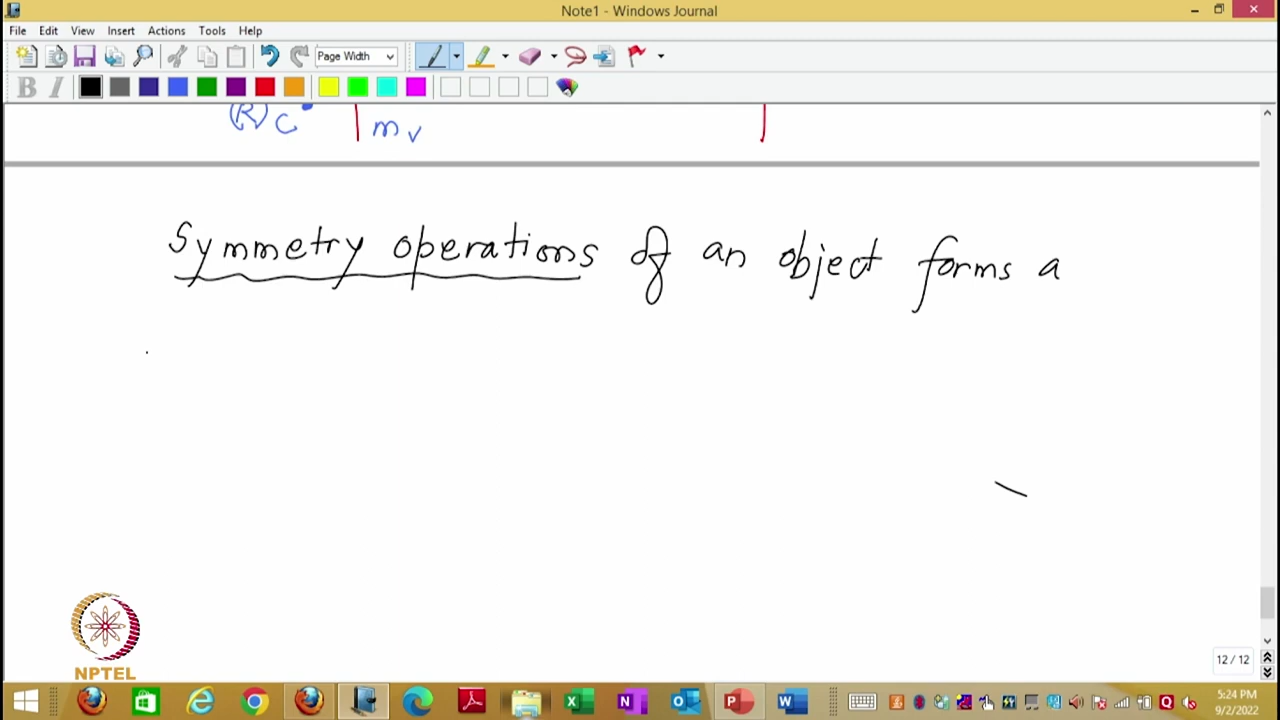 Note1 - Windows Journal
File Edit View Insert Actions Tools Help
Page Width
B I
(R) C m v
Symmetry operations of an object forms a
NPTEL
12 / 12
5:24 PM
9/2/2022